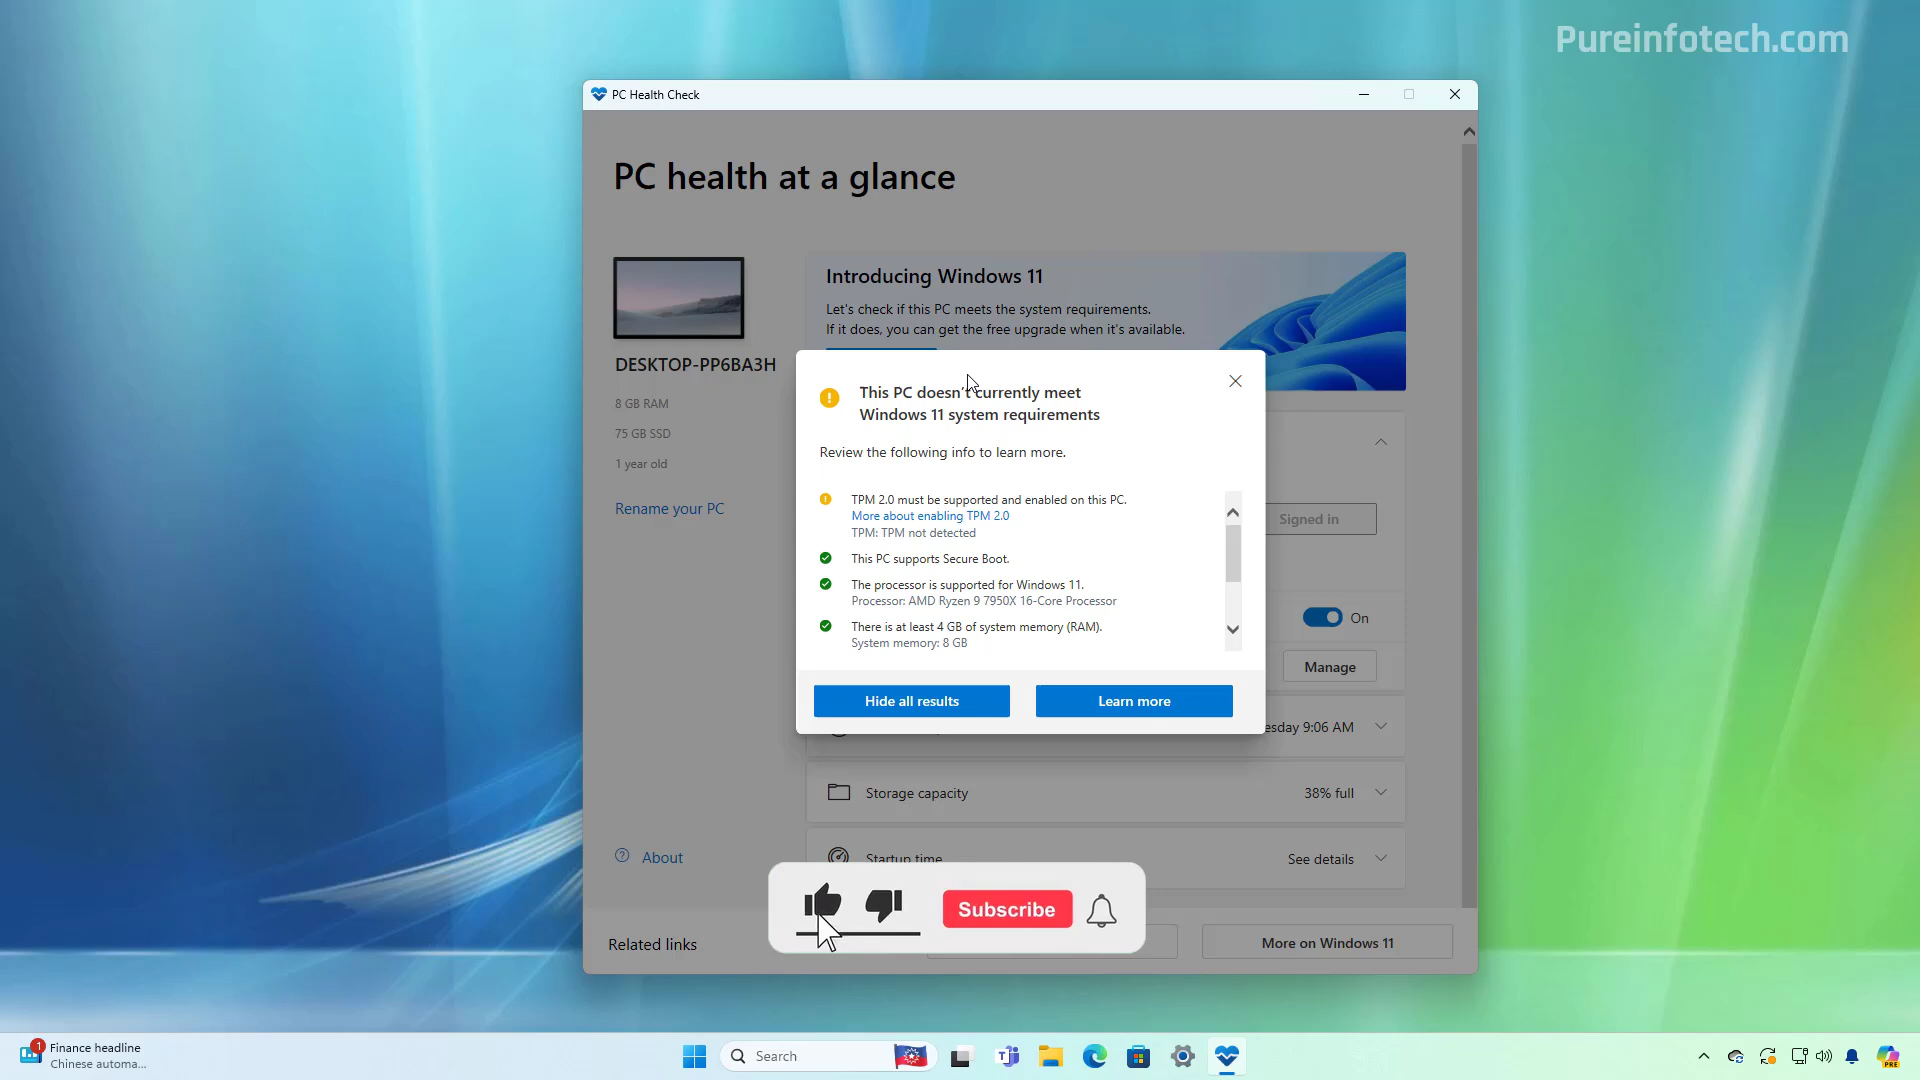 Pureinfotech.com
PC Health Check
PC health at a glance
Introducing Windows 11
Let's check if this PC meets the system requirements.
If it does, you can get the free upgrade when it's available.
DESKTOP-PP6BA3H
8 GB RAM
75 GB SSD
1 year old
Rename your PC
This PC doesn't currently meet
Windows 11 system requirements
Review the following info to learn more.
TPM 2.0 must be supported and enabled on this PC.
More about enabling TPM 2.0
TPM: TPM not detected
This PC supports Secure Boot.
The processor is supported for Windows 11.
Processor: AMD Ryzen 9 7950X 16-Core Processor
There is at least 4 GB of system memory (RAM).
System memory: 8 GB
Hide all results
Learn more
Signed in
On
Manage
esday 9:06 AM
Storage capacity
38% full
Startup time
See details
About
Subscribe
Related links
More on Windows 11
1
Finance headline
Chinese automa...
Search
PRE